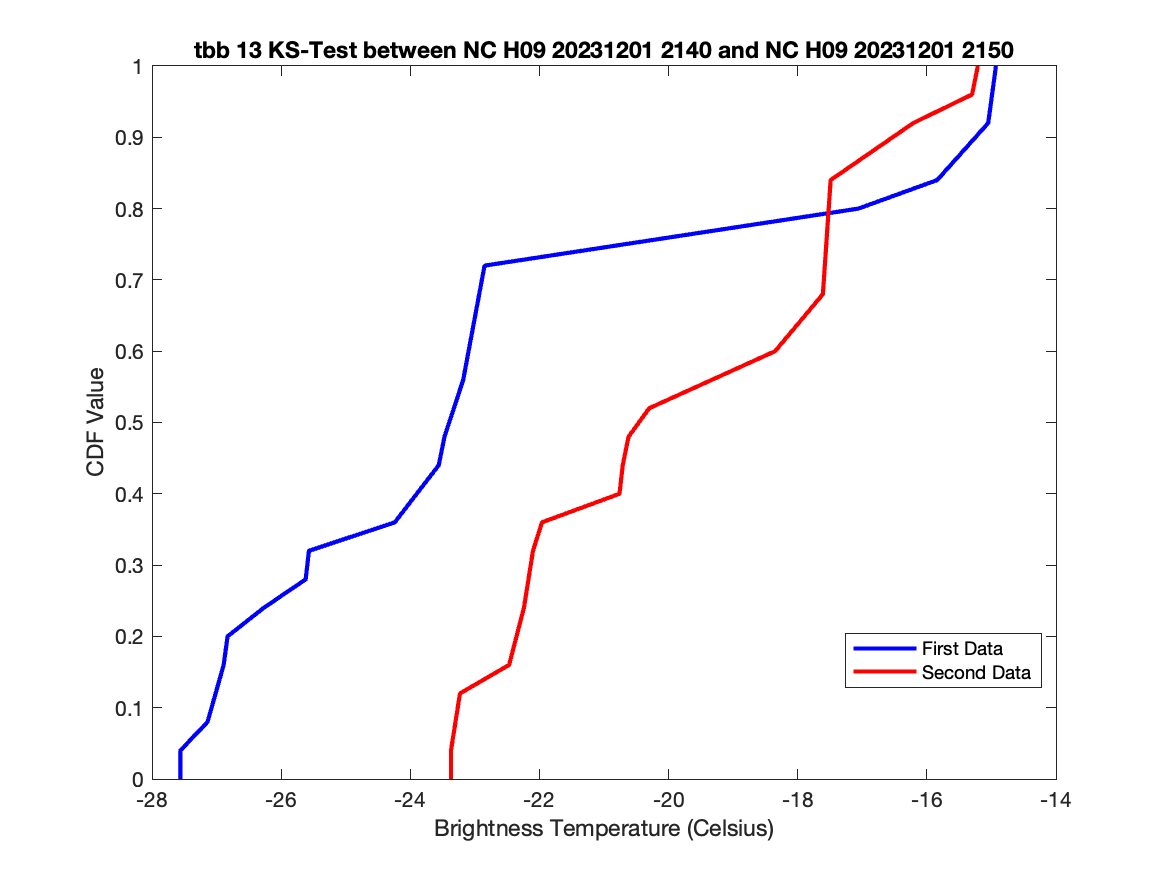 tbb 13 KS-Test between NC H09 20231201 2140 and NC H09 20231201 2150
1
0.9
0.8
0.7
0.6
0.5
0.4
0.3
0.2
0.1
0
CDF Value
First Data
Second Data
-28 -26 -24 -22 -20 -18 -16 -14
Brightness Temperature (Celsius)